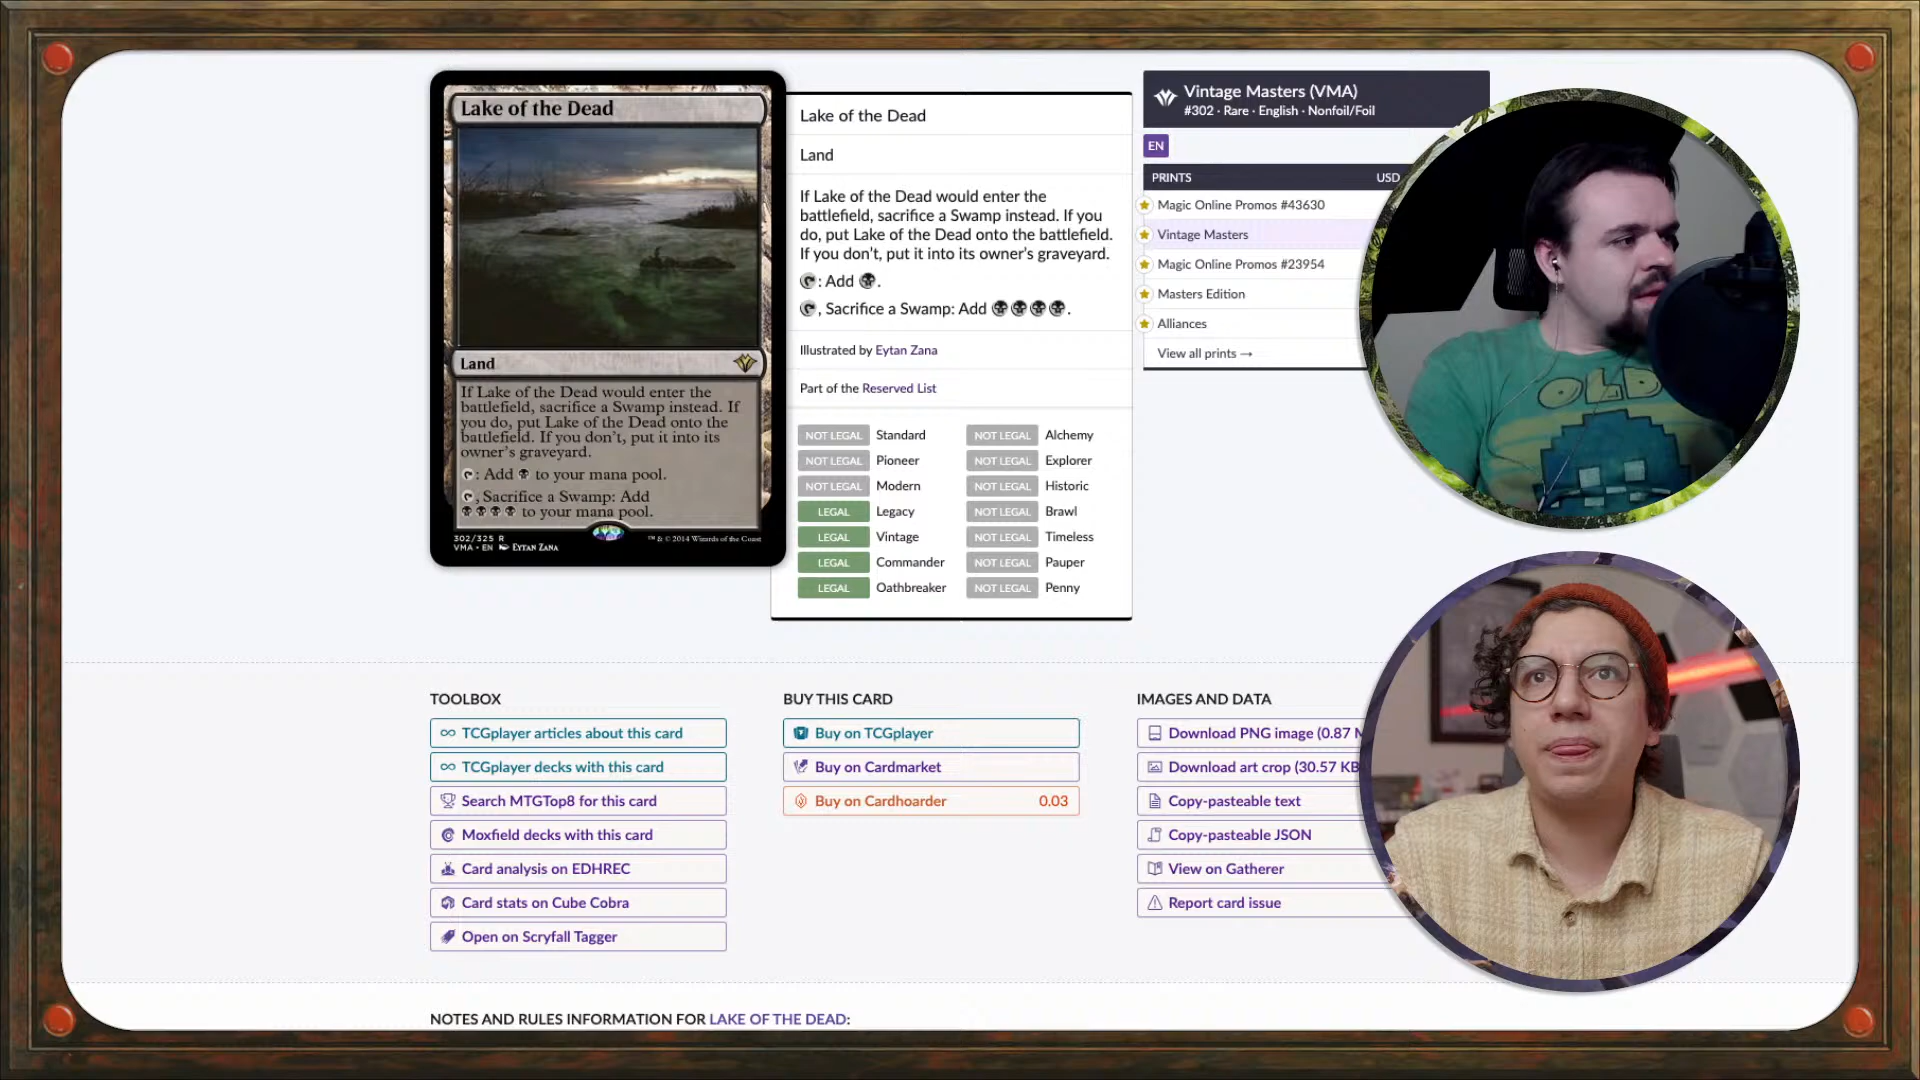 Lake of the Dead
Land
If Lake of the Dead would enter the
battlefield, sacrifice a Swamp instead. If
you do, put Lake of the Dead onto the
battlefield. If you don't, put it into its
owner's graveyard.
: Add to your mana pool.
, Sacrifice a Swamp: Add
to your mana pool.
302/325 R
VMA • EN EYTAN ZANA
™ & © 2014 Wizards of the Coast
Lake of the Dead
Land
If Lake of the Dead would enter the
battlefield, sacrifice a Swamp instead. If you
do, put Lake of the Dead onto the battlefield.
If you don't, put it into its owner's graveyard.
: Add .
, Sacrifice a Swamp: Add .
Illustrated by Eytan Zana
Part of the Reserved List
NOT LEGAL Standard NOT LEGAL Alchemy
NOT LEGAL Pioneer NOT LEGAL Explorer
NOT LEGAL Modern NOT LEGAL Historic
LEGAL Legacy NOT LEGAL Brawl
LEGAL Vintage NOT LEGAL Timeless
LEGAL Commander NOT LEGAL Pauper
LEGAL Oathbreaker NOT LEGAL Penny
Vintage Masters (VMA)
#302 · Rare · English · Nonfoil/Foil
EN
PRINTS USD
Magic Online Promos #43630
Vintage Masters
Magic Online Promos #23954
Masters Edition
Alliances
View all prints →
OLD
TOOLBOX
TCGplayer articles about this card
TCGplayer decks with this card
Search MTGTop8 for this card
Moxfield decks with this card
Card analysis on EDHREC
Card stats on Cube Cobra
Open on Scryfall Tagger
BUY THIS CARD
Buy on TCGplayer
Buy on Cardmarket
Buy on Cardhoarder 0.03
IMAGES AND DATA
Download PNG image (0.87 M
Download art crop (30.57 KB
Copy-pasteable text
Copy-pasteable JSON
View on Gatherer
Report card issue
NOTES AND RULES INFORMATION FOR LAKE OF THE DEAD: